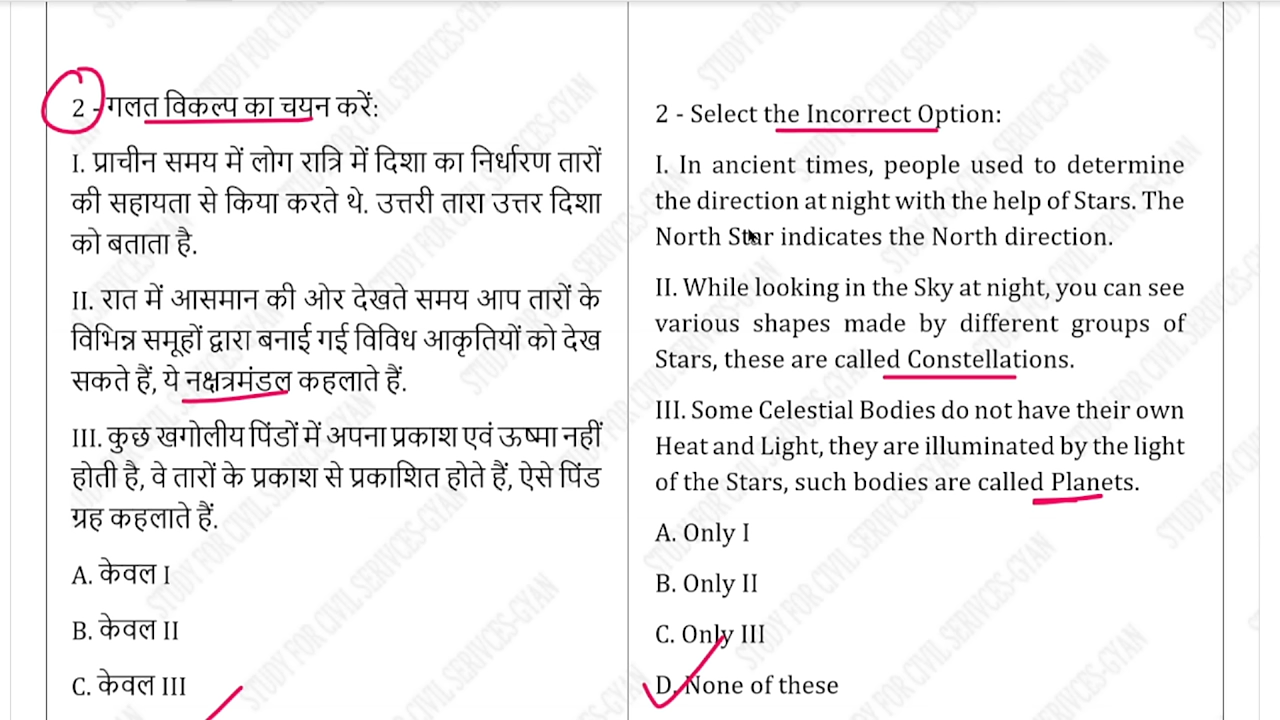 2 - गलत विकल्प का चयन करें:
I. प्राचीन समय में लोग रात्रि में दिशा का निर्धारण तारों
की सहायता से किया करते थे. उत्तरी तारा उत्तर दिशा
को बताता है.
II. रात में आसमान की ओर देखते समय आप तारों के
विभिन्न समूहों द्वारा बनाई गई विविध आकृतियों को देख
सकते हैं, ये नक्षत्रमंडल कहलाते हैं.
III. कुछ खगोलीय पिंडों में अपना प्रकाश एवं ऊष्मा नहीं
होती है, वे तारों के प्रकाश से प्रकाशित होते हैं, ऐसे पिंड
ग्रह कहलाते हैं.
A. केवल I
B. केवल II
C. केवल III
2 - Select the Incorrect Option:
I. In ancient times, people used to determine
the direction at night with the help of Stars. The
North Star indicates the North direction.
II. While looking in the Sky at night, you can see
various shapes made by different groups of
Stars, these are called Constellations.
III. Some Celestial Bodies do not have their own
Heat and Light, they are illuminated by the light
of the Stars, such bodies are called Planets.
A. Only I
B. Only II
C. Only III
D. None of these
STUDY FOR CIVIL SERIVCES-GYAN